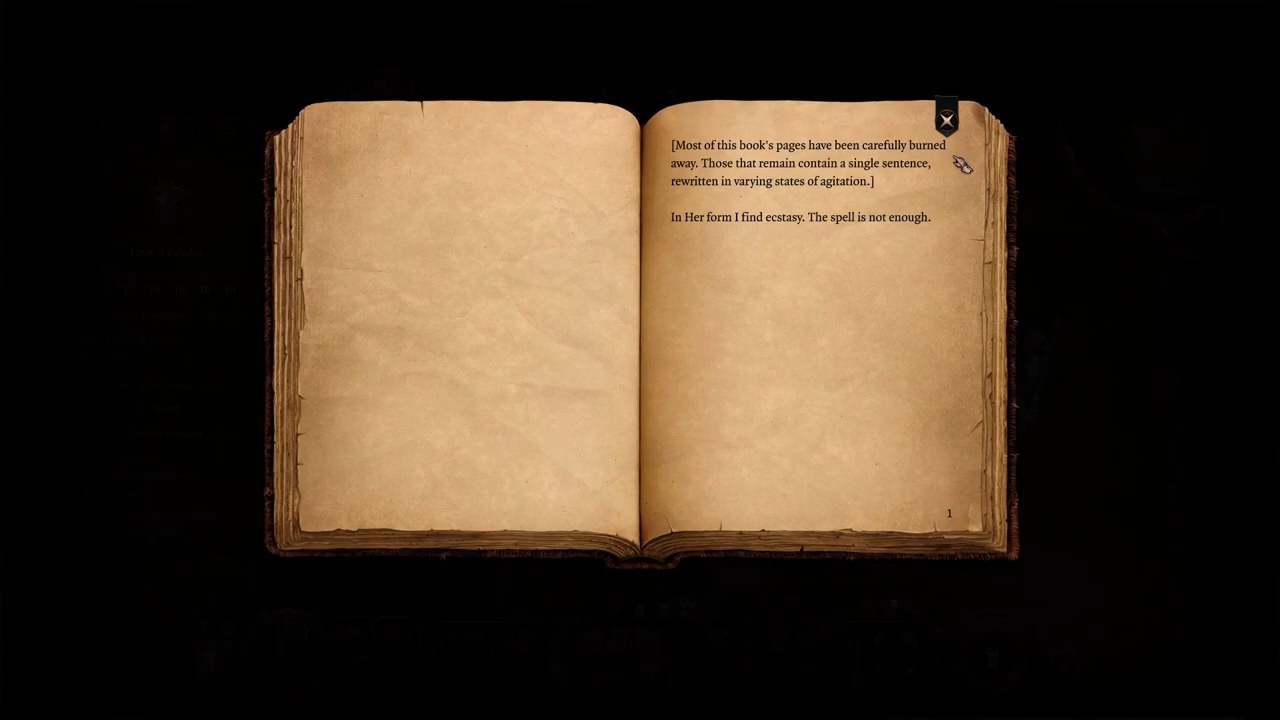 [Most of this book's pages have been carefully burned
away. Those that remain contain a single sentence,
rewritten in varying states of agitation.]
In Her form I find ecstasy. The spell is not enough.
1